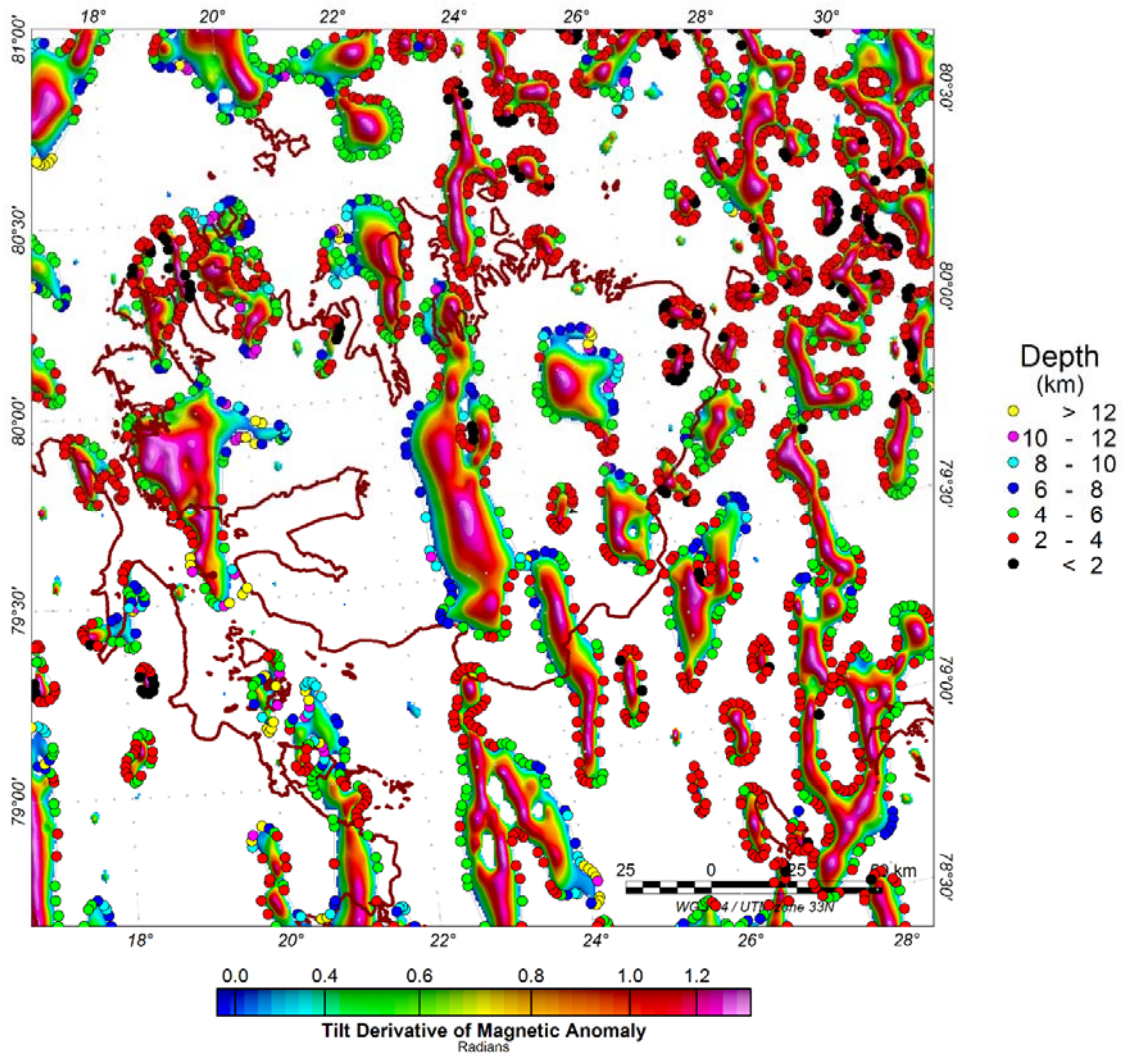 18° 20° 22° 24° 26° 28° 30°
81°00'
80°30'
80°30'
80°00'
80°00'
79°30'
79°30'
79°00'
79°00'
78°30'
Depth
(km)
> 12
10 - 12
8 - 10
6 - 8
4 - 6
2 - 4
< 2
25 0 25 50 km
/ UTM zone 33N
18° 20° 22° 24° 26° 28°
0.0 0.4 0.6 0.8 1.0 1.2
Tilt Derivative of Magnetic Anomaly
Radians